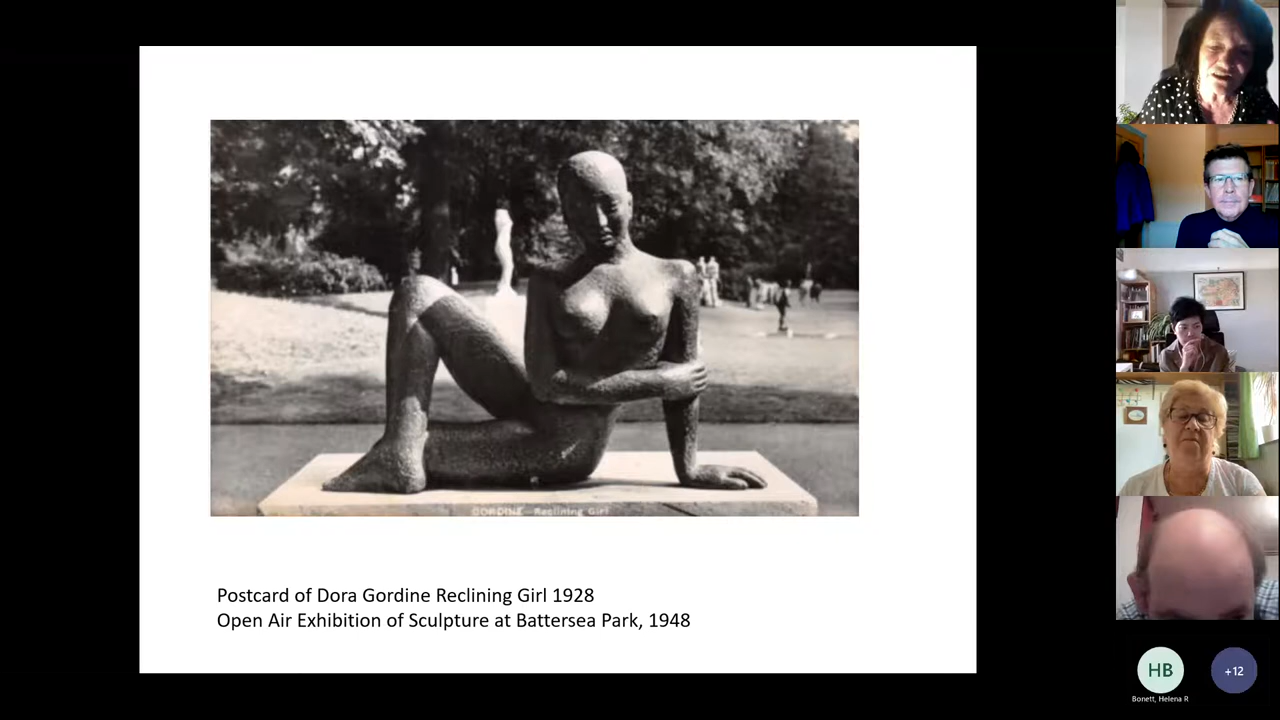 GORDINE Reclining Girl
Postcard of Dora Gordine Reclining Girl 1928
Open Air Exhibition of Sculpture at Battersea Park, 1948
HB
+12
Bonett, Helena R